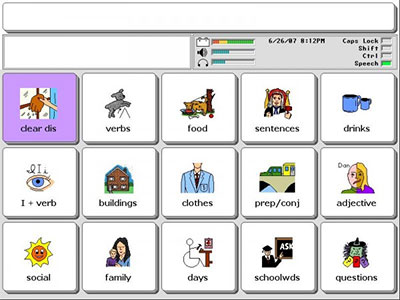 6/26/07 8:12PM
Caps Lock
Shift
Ctrl
Speech
clear dis
verbs
food
sentences
drinks
I + verb
buildings
clothes
prep/conj
Dan
adjective
social
family
days
ASK
schoolwds
questions